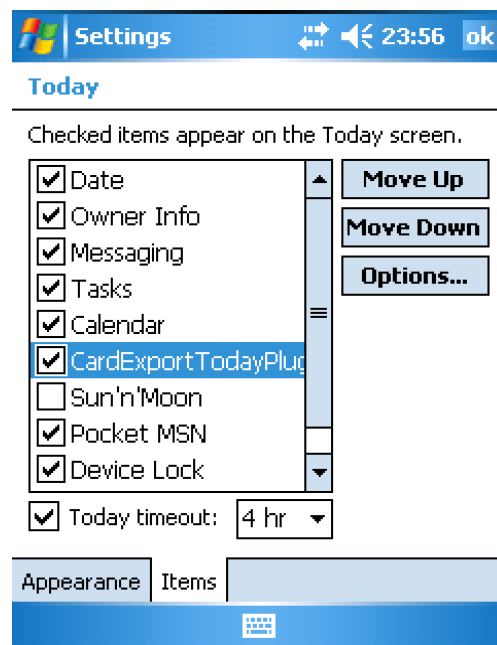 Settings 23:56 ok
Today
Checked items appear on the Today screen.
Date
Owner Info
Messaging
Tasks
Calendar
CardExportTodayPlug
Sun'n'Moon
Pocket MSN
Device Lock
Move Up
Move Down
Options...
Today timeout: 4 hr
Appearance Items